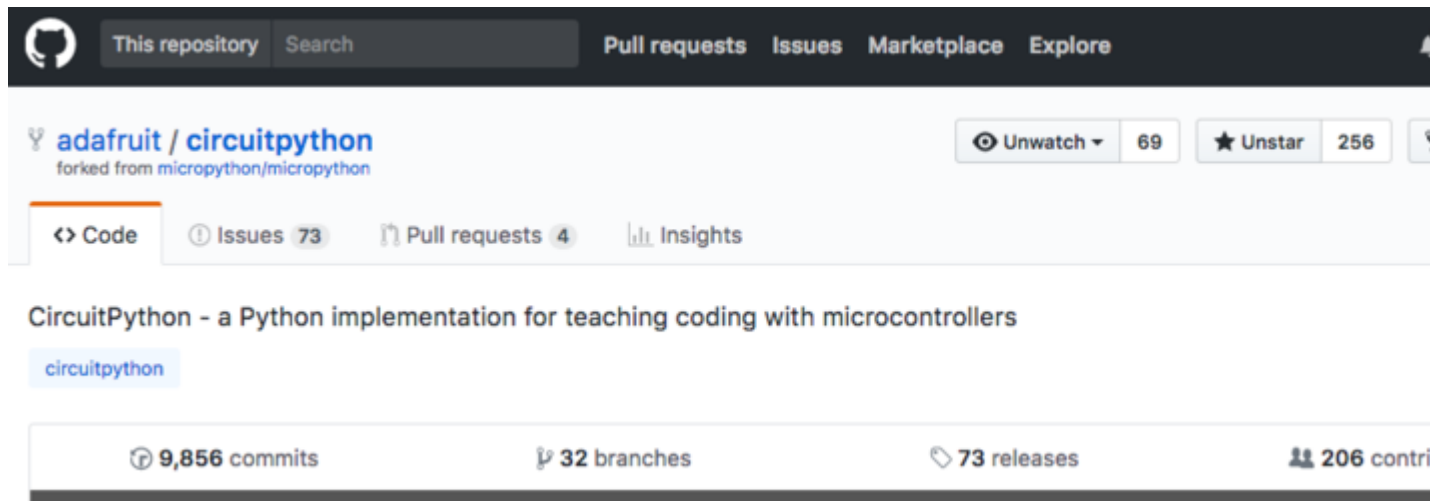 This repository Search Pull requests Issues Marketplace Explore
adafruit / circuitpython Unwatch 69 Unstar 256
forked from micropython/micropython
<> Code Issues 73 Pull requests 4 Insights
CircuitPython - a Python implementation for teaching coding with microcontrollers
circuitpython
9,856 commits 32 branches 73 releases 206 contri